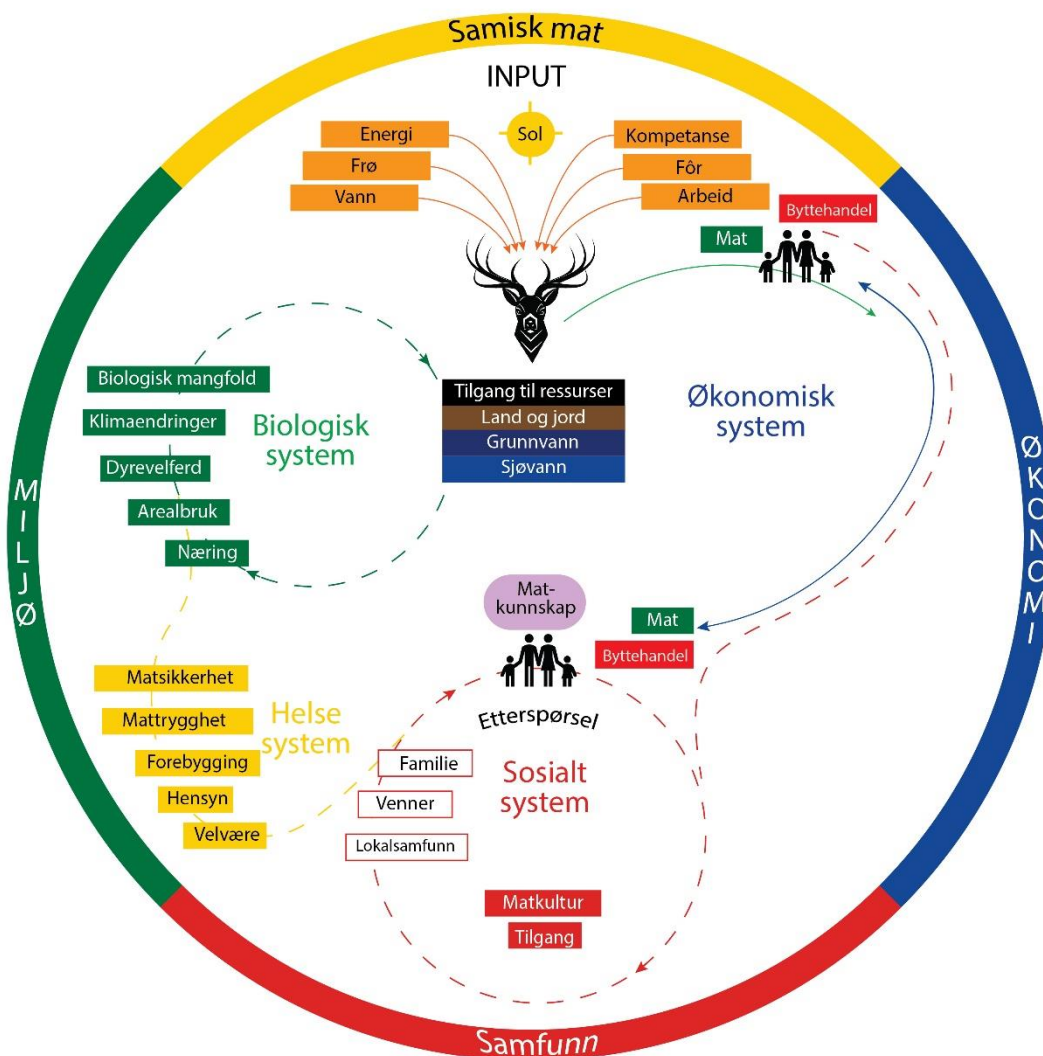 Samisk mat
INPUT
Sol
Energi
Frø
Vann
Kompetanse
Fôr
Arbeid
Byttehandel
Mat
Biologisk mangfold
Klimaendringer
Dyrevelferd
Arealbruk
Næring
Biologisk
system
Tilgang til ressurser
Land og jord
Grunnvann
Sjøvann
Økonomisk
system
MILJØ
ØKONOMI
Mat-
kunnskap
Mat
Byttehandel
Etterspørsel
Matsikkerhet
Mattrygghet
Forebygging
Hensyn
Velvære
Helse
system
Familie
Venner
Lokalsamfunn
Sosialt
system
Matkultur
Tilgang
Samfunn